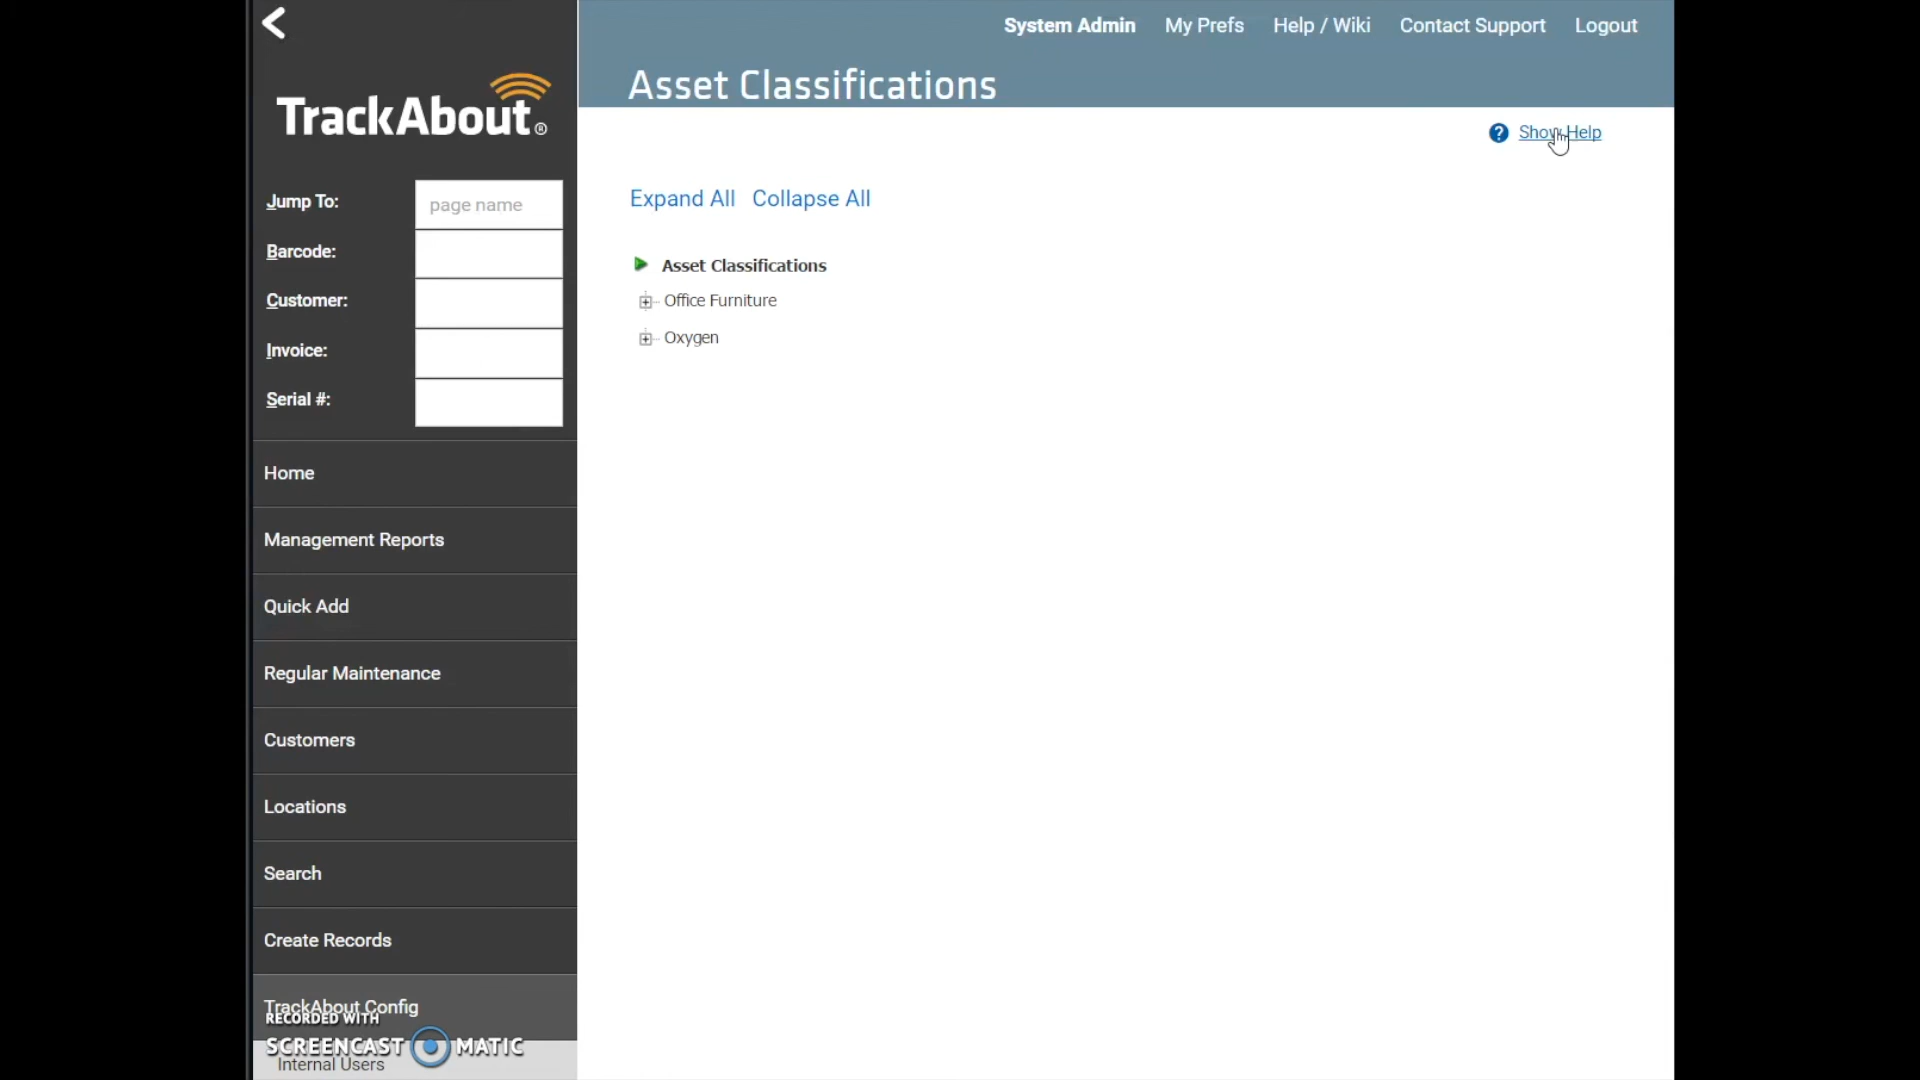 System Admin My Prefs Help / Wiki Contact Support Logout
TrackAbout®
Asset Classifications
? Show Help
Jump To: page name
Barcode:
Customer:
Invoice:
Serial #:
Expand All Collapse All
Asset Classifications
Office Furniture
Oxygen
Home
Management Reports
Quick Add
Regular Maintenance
Customers
Locations
Search
Create Records
TrackAbout Config
RECORDED WITH
SCREENCAST MATIC
Internal Users